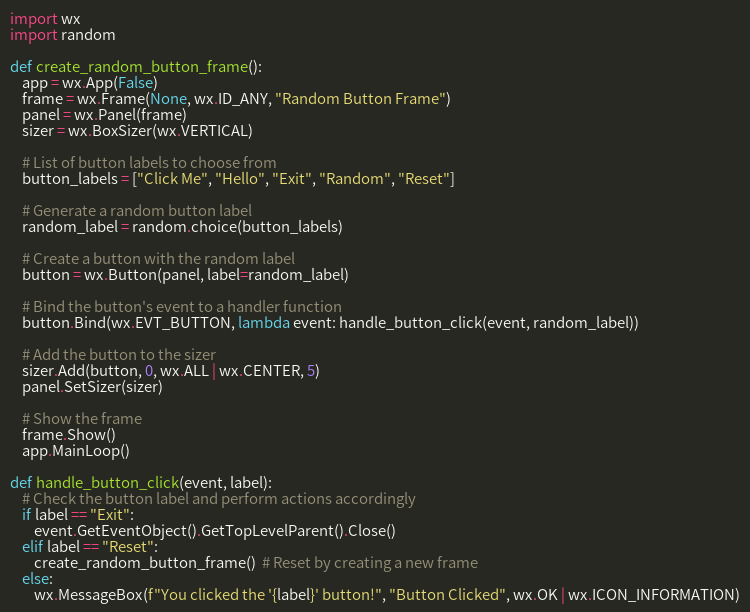 import wx
import random

def create_random_button_frame():
    app = wx.App(False)
    frame = wx.Frame(None, wx.ID_ANY, "Random Button Frame")
    panel = wx.Panel(frame)
    sizer = wx.BoxSizer(wx.VERTICAL)

    # List of button labels to choose from
    button_labels = ["Click Me", "Hello", "Exit", "Random", "Reset"]

    # Generate a random button label
    random_label = random.choice(button_labels)

    # Create a button with the random label
    button = wx.Button(panel, label=random_label)

    # Bind the button's event to a handler function
    button.Bind(wx.EVT_BUTTON, lambda event: handle_button_click(event, random_label))

    # Add the button to the sizer
    sizer.Add(button, 0, wx.ALL | wx.CENTER, 5)
    panel.SetSizer(sizer)

    # Show the frame
    frame.Show()
    app.MainLoop()

def handle_button_click(event, label):
    # Check the button label and perform actions accordingly
    if label == "Exit":
        event.GetEventObject().GetTopLevelParent().Close()
    elif label == "Reset":
        create_random_button_frame()  # Reset by creating a new frame
    else:
        wx.MessageBox(f"You clicked the '{label}' button!", "Button Clicked", wx.OK | wx.ICON_INFORMATION)